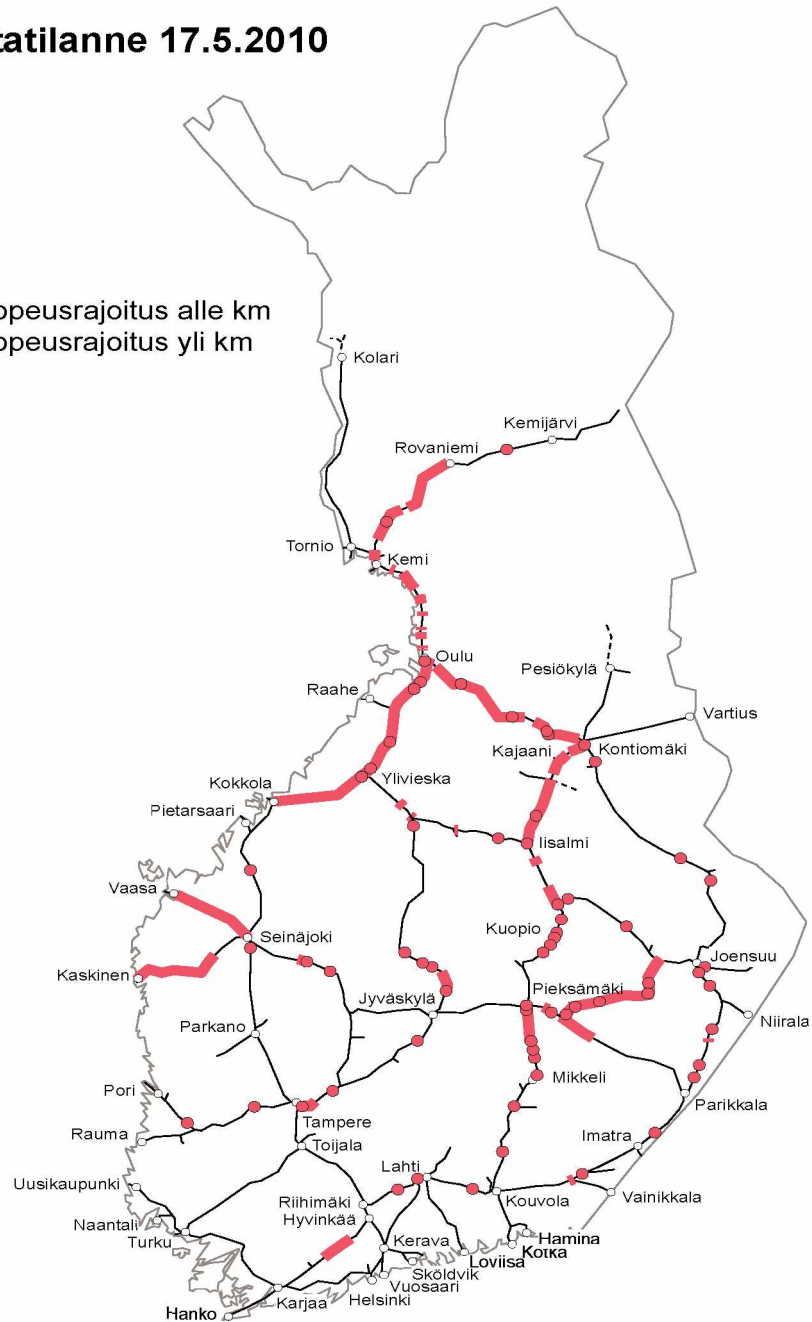 tatilanne 17.5.2010
opeusrajoitus alle km
opeusrajoitus yli km
Kolari
Kemijärvi
Rovaniemi
Tornio
Kemi
Oulu
Pesiökylä
Raahe
Vartius
Kajaani
Kontiomäki
Ylivieska
Kokkola
Pietarsaari
Iisalmi
Vaasa
Kuopio
Seinäjoki
Joensuu
Kaskinen
Pieksämäki
Jyväskylä
Niirala
Parkano
Mikkeli
Pori
Parikkala
Tampere
Rauma
Imatra
Toijala
Lahti
Uusikaupunki
Kouvola
Vainikkala
Riihimäki
Hyvinkää
Naantali
Turku
Kerava
Hamina
Kotka
Loviisa
Sköldvik
Vuosaari
Helsinki
Karjaa
Hanko